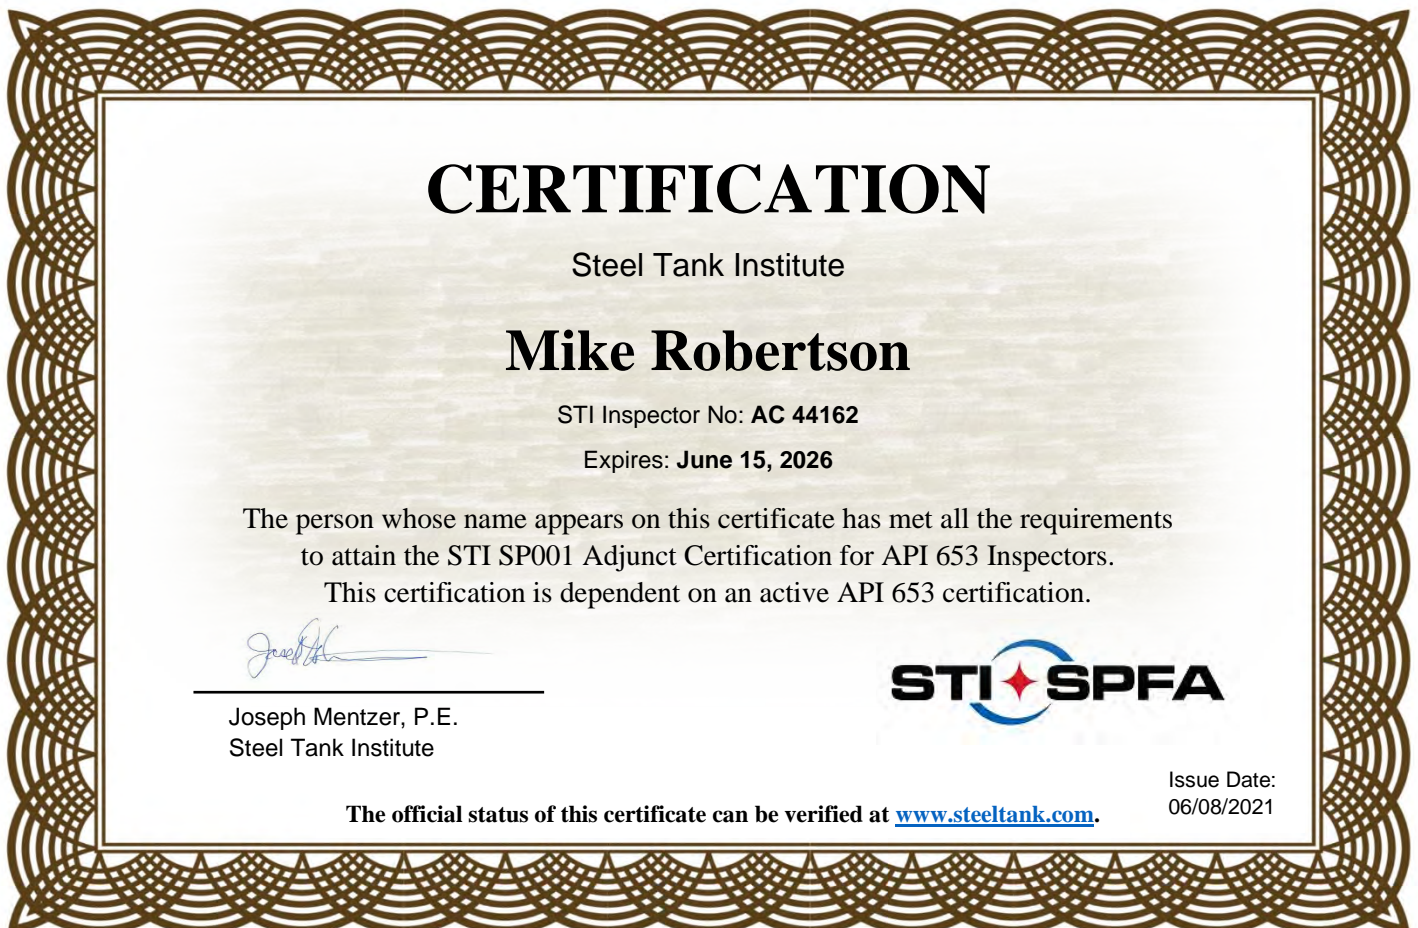 CERTIFICATION
Steel Tank Institute
Mike Robertson
STI Inspector No: AC 44162
Expires: June 15, 2026
The person whose name appears on this certificate has met all the requirements
to attain the STI SP001 Adjunct Certification for API 653 Inspectors.
This certification is dependent on an active API 653 certification.
Joseph Mentzer, P.E.
Steel Tank Institute
STI SPFA
Issue Date:
06/08/2021
The official status of this certificate can be verified at www.steeltank.com.